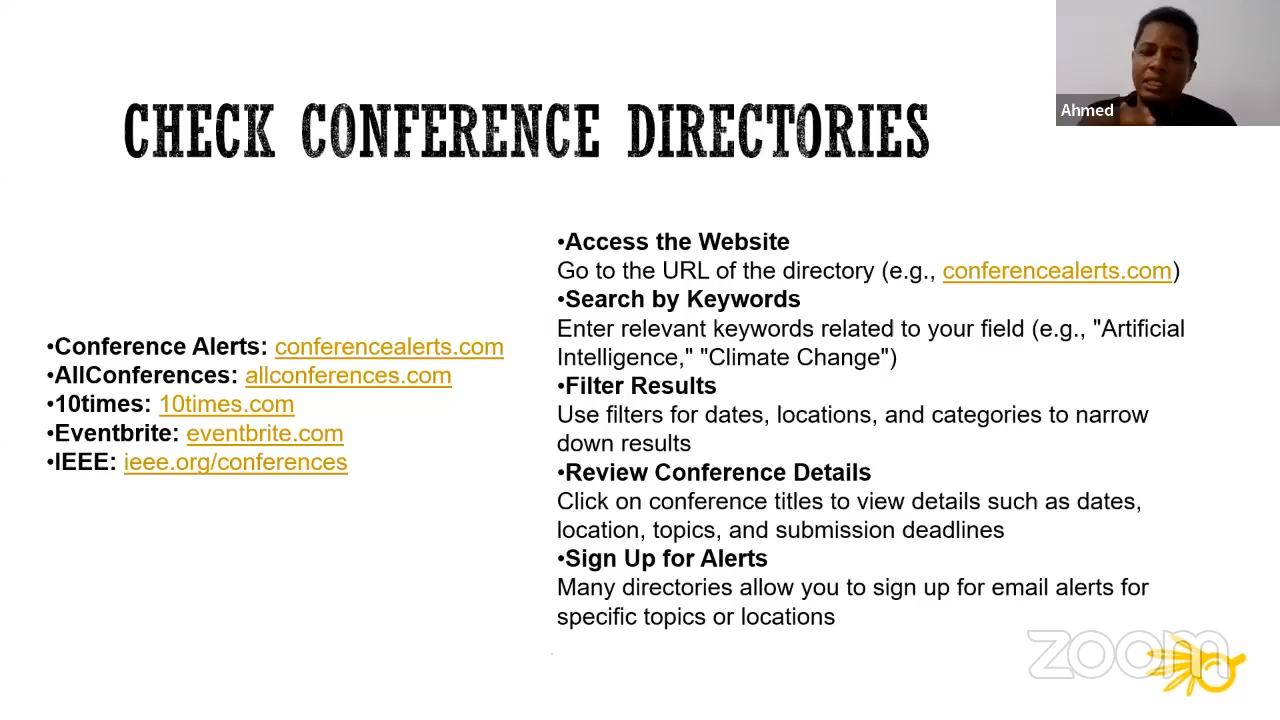 Ahmed
CHECK CONFERENCE DIRECTORIES
•Conference Alerts: conferencealerts.com
•AllConferences: allconferences.com
•10times: 10times.com
•Eventbrite: eventbrite.com
•IEEE: ieee.org/conferences
•Access the Website
Go to the URL of the directory (e.g., conferencealerts.com)
•Search by Keywords
Enter relevant keywords related to your field (e.g., "Artificial
Intelligence," "Climate Change")
•Filter Results
Use filters for dates, locations, and categories to narrow
down results
•Review Conference Details
Click on conference titles to view details such as dates,
location, topics, and submission deadlines
•Sign Up for Alerts
Many directories allow you to sign up for email alerts for
specific topics or locations
zoom